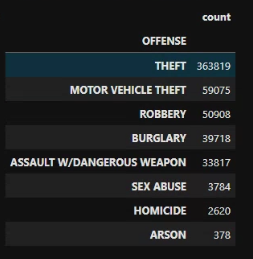 count
OFFENSE
THEFT 363819
MOTOR VEHICLE THEFT 59075
ROBBERY 50908
BURGLARY 39718
ASSAULT W/DANGEROUS WEAPON 33817
SEX ABUSE 3784
HOMICIDE 2620
ARSON 378